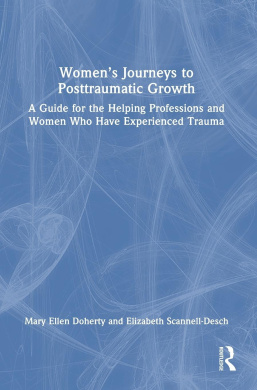 Women's Journeys to
Posttraumatic Growth
A Guide for the Helping Professions and
Women Who Have Experienced Trauma
Mary Ellen Doherty and Elizabeth Scannell-Desch
ROUTLEDGE